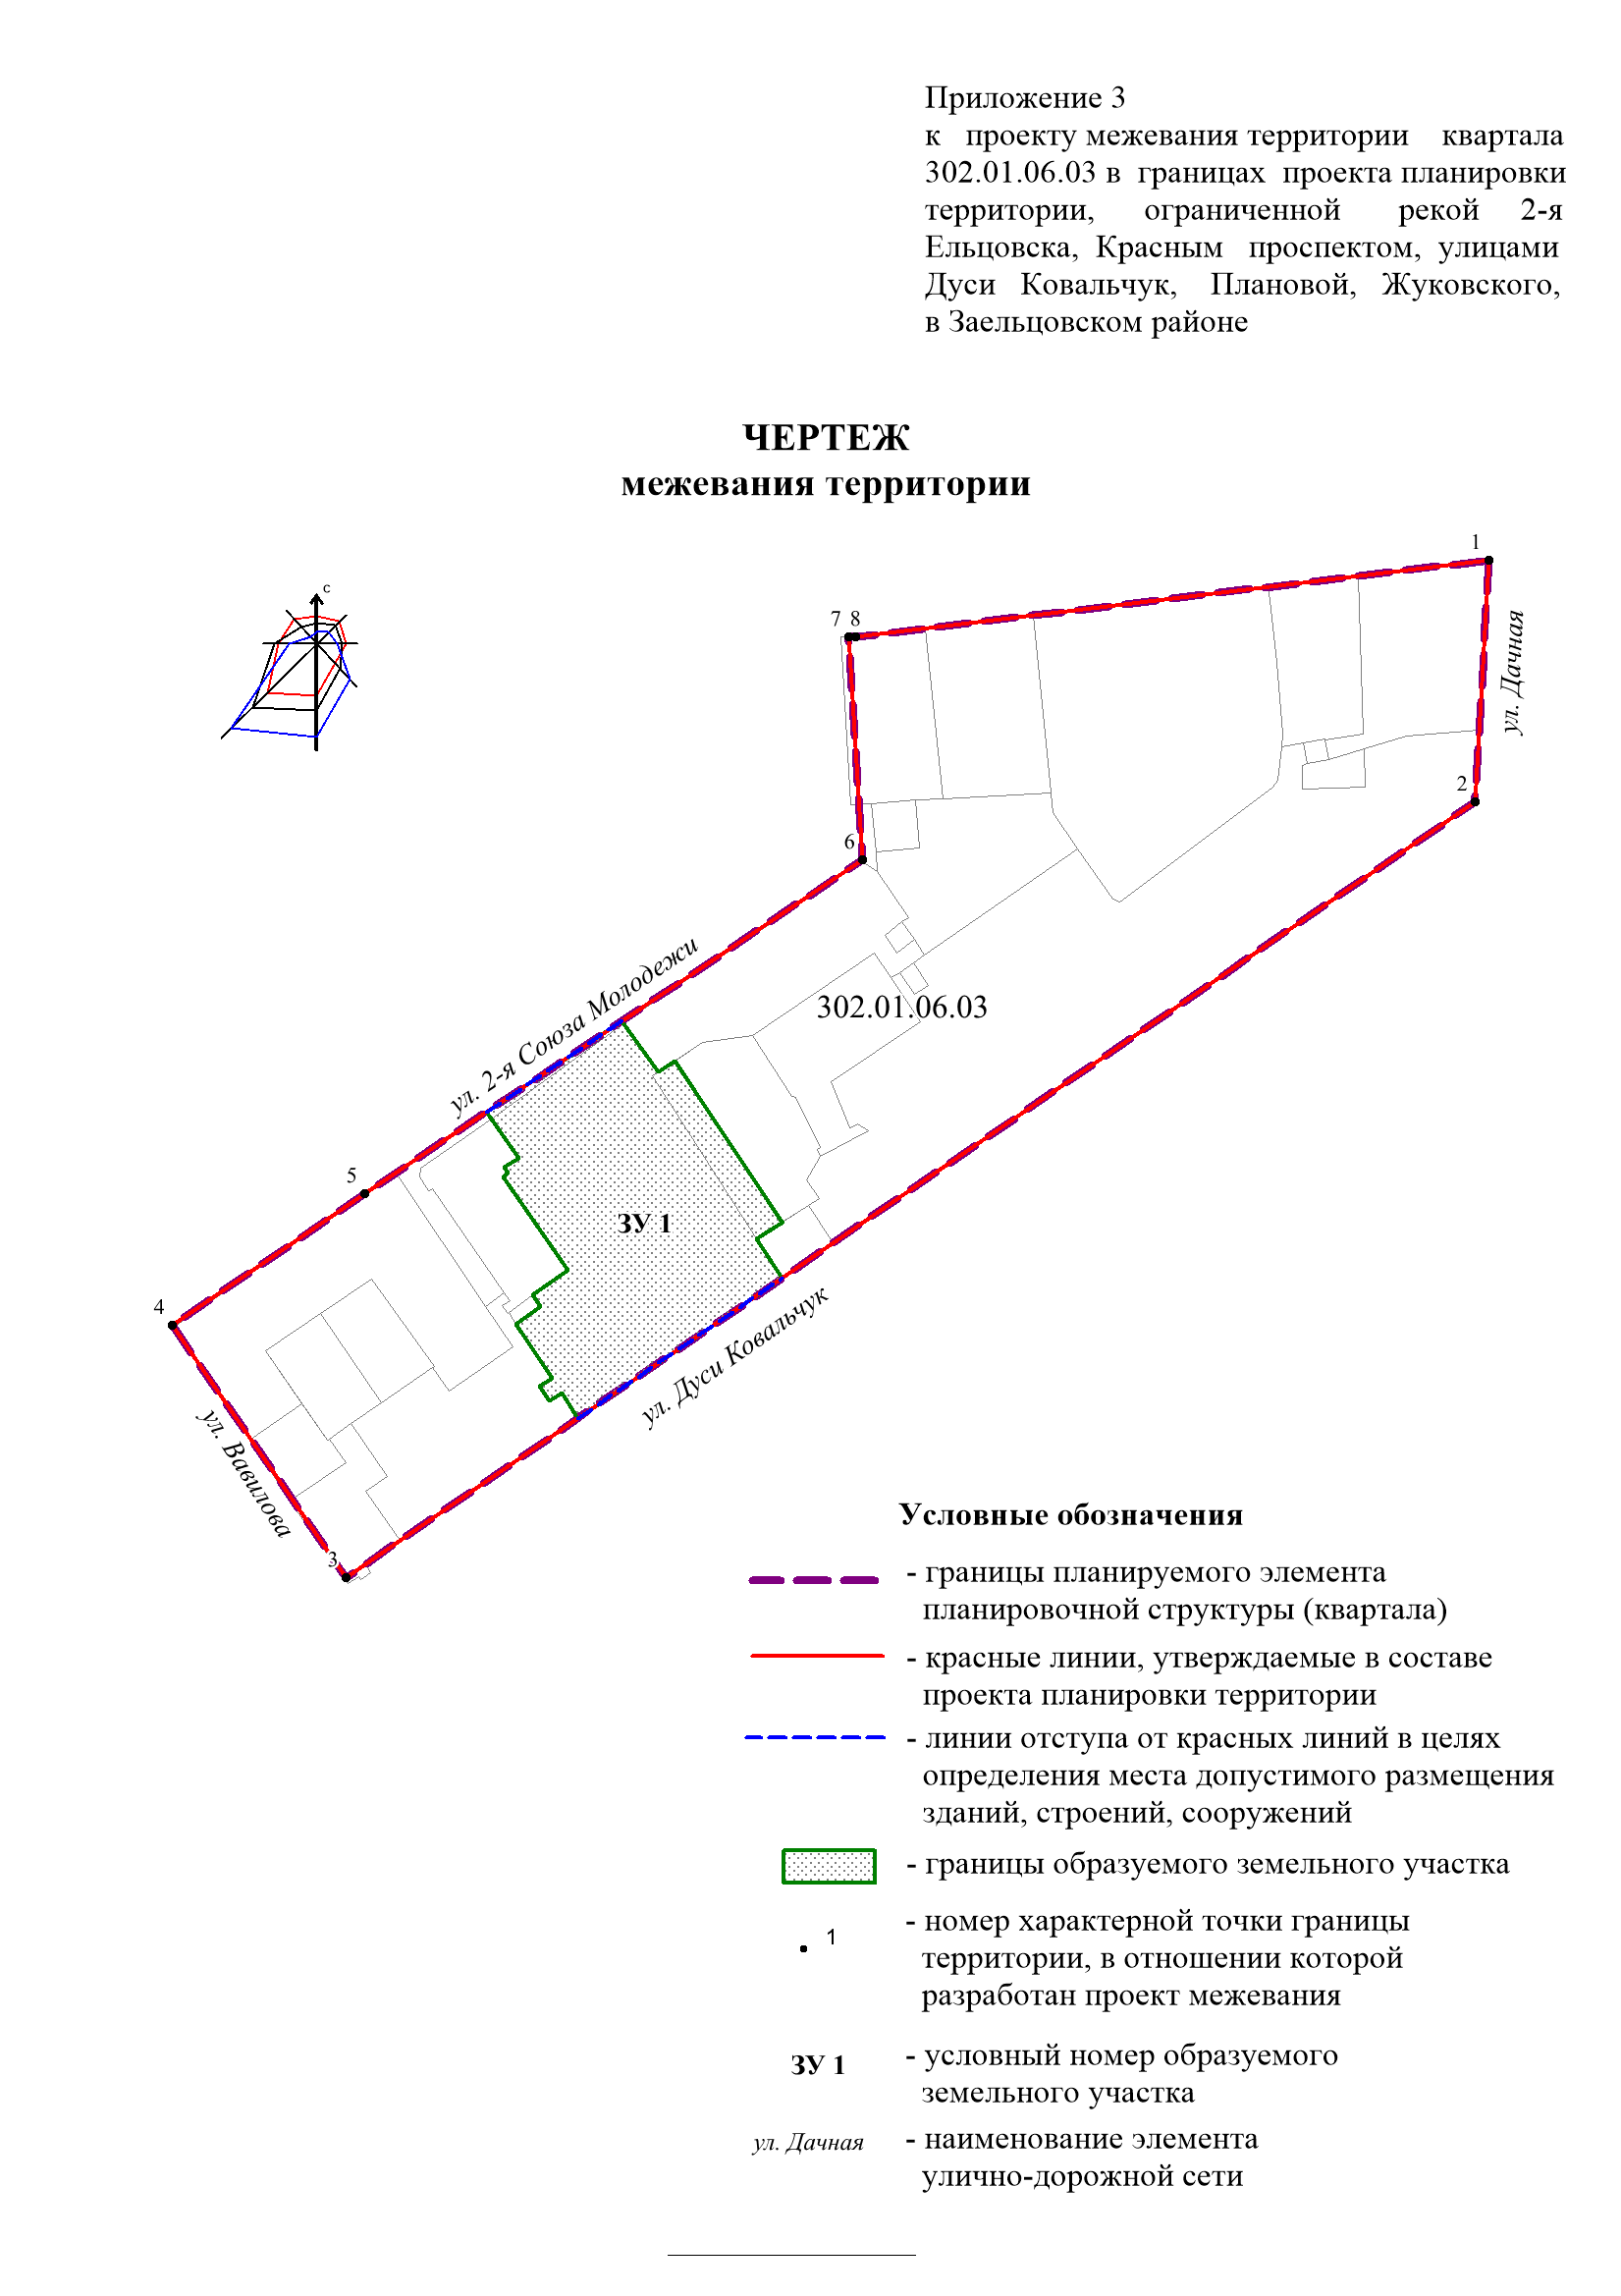 Приложение 3
к проекту межевания территории квартала
302.01.06.03 в границах проекта планировки
территории, ограниченной рекой 2-я
Ельцовска, Красным проспектом, улицами
Дуси Ковальчук, Плановой, Жуковского,
в Заельцовском районе
ЧЕРТЕЖ
межевания территории
с
1
7 8
ул. Дачная
2
6
ул. 2-я Союза Молодежи
302.01.06.03
5
ЗУ 1
4
ул. Дуси Ковальчук
ул. Вавилова
3
Условные обозначения
- границы планируемого элемента
планировочной структуры (квартала)
- красные линии, утверждаемые в составе
проекта планировки территории
- линии отступа от красных линий в целях
определения места допустимого размещения
зданий, строений, сооружений
- границы образуемого земельного участка
1 - номер характерной точки границы
территории, в отношении которой
разработан проект межевания
ЗУ 1 - условный номер образуемого
земельного участка
ул. Дачная - наименование элемента
улично-дорожной сети